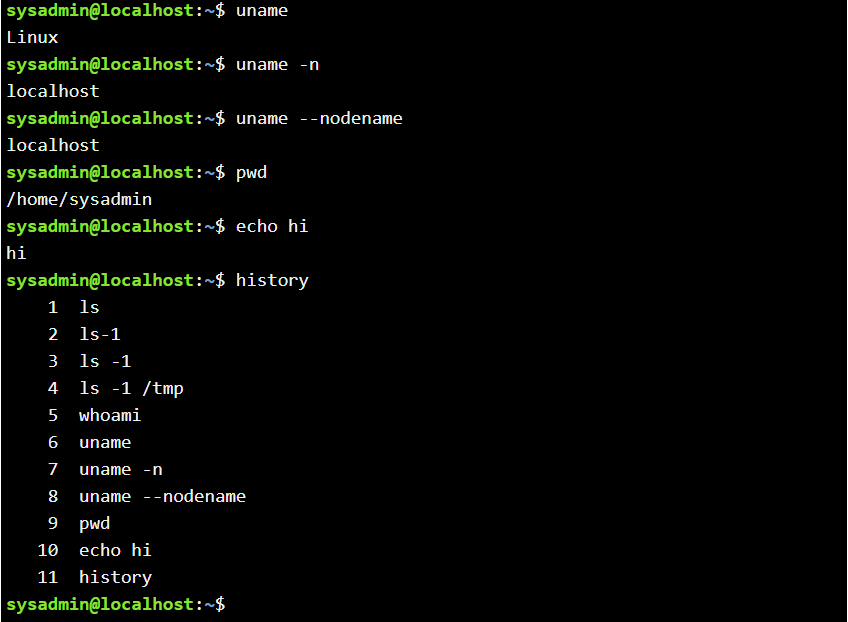 sysadmin@localhost:~$ uname
Linux
sysadmin@localhost:~$ uname -n
localhost
sysadmin@localhost:~$ uname --nodename
localhost
sysadmin@localhost:~$ pwd
/home/sysadmin
sysadmin@localhost:~$ echo hi
hi
sysadmin@localhost:~$ history
    1  ls
    2  ls-1
    3  ls -1
    4  ls -1 /tmp
    5  whoami
    6  uname
    7  uname -n
    8  uname --nodename
    9  pwd
   10  echo hi
   11  history
sysadmin@localhost:~$